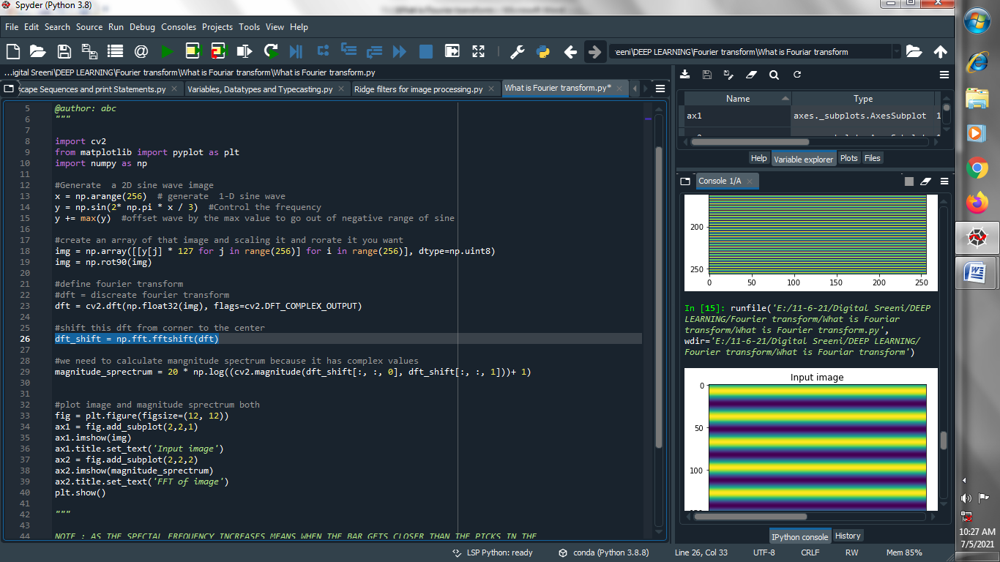 Spyder (Python 3.8)
File Edit Search Source Run Debug Consoles Projects Tools View Help
:eeni\DEEP LEARNING\Fourier transform\What is Fouriar transform
...igital Sreeni\DEEP LEARNING\Fourier transform\What is Fouriar transform\What is Fourier transform.py
cape Sequences and print Statements.py Variables, Datatypes and Typecasting.py Ridge filters for image processing.py What is Fourier transform.py*
5 @author: abc
6 """
7
8 import cv2
9 from matplotlib import pyplot as plt
10 import numpy as np
11
12 #Generate  a 2D sine wave image
13 x = np.arange(256)  # generate  1-D sine wave
14 y = np.sin(2* np.pi * x / 3)  #Control the frequency
15 y += max(y)  #offset wave by the max value to go out of negative range of sine
16
17 #create an array of that image and scaling it and rorate it you want
18 img = np.array([[y[j] * 127 for j in range(256)] for i in range(256)], dtype=np.uint8)
19 img = np.rot90(img)
20
21 #define fourier transform
22 #dft = discreate fourier transform
23 dft = cv2.dft(np.float32(img), flags=cv2.DFT_COMPLEX_OUTPUT)
24
25 #shift this dft from corner to the center
26 dft_shift = np.fft.fftshift(dft)
27
28 #we need to calculate mangnitude spectrum because it has complex values
29 magnitude_sprectrum = 20 * np.log((cv2.magnitude(dft_shift[:, :, 0], dft_shift[:, :, 1]))+ 1)
30
31
32 #plot image and magnitude sprectrum both
33 fig = plt.figure(figsize=(12, 12))
34 ax1 = fig.add_subplot(2,2,1)
35 ax1.imshow(img)
36 ax1.title.set_text('Input image')
37 ax2 = fig.add_subplot(2,2,2)
38 ax2.imshow(magnitude_sprectrum)
39 ax2.title.set_text('FFT of image')
40 plt.show()
41
42 """
43
44 NOTE : AS THE SPECIAL FREQUENCY INCREASES MEANS WHEN THE BAR GETS CLOSER THAN THE PICKS IN THE
Name Type
ax1 axes._subplots.AxesSubplot 1
Help Variable explorer Plots Files
Console 1/A
200
250
0 50 100 150 200 250
In [15]: runfile('E:/11-6-21/Digital Sreeni/DEEP
LEARNING/Fourier transform/What is Fouriar
transform/What is Fourier transform.py',
wdir='E:/11-6-21/Digital Sreeni/DEEP LEARNING/
Fourier transform/What is Fouriar transform')
Input image
0
50
100
IPython console History
LSP Python: ready conda (Python 3.8.8) Line 26, Col 33 UTF-8 CRLF RW Mem 85%
10:27 AM
7/5/2021